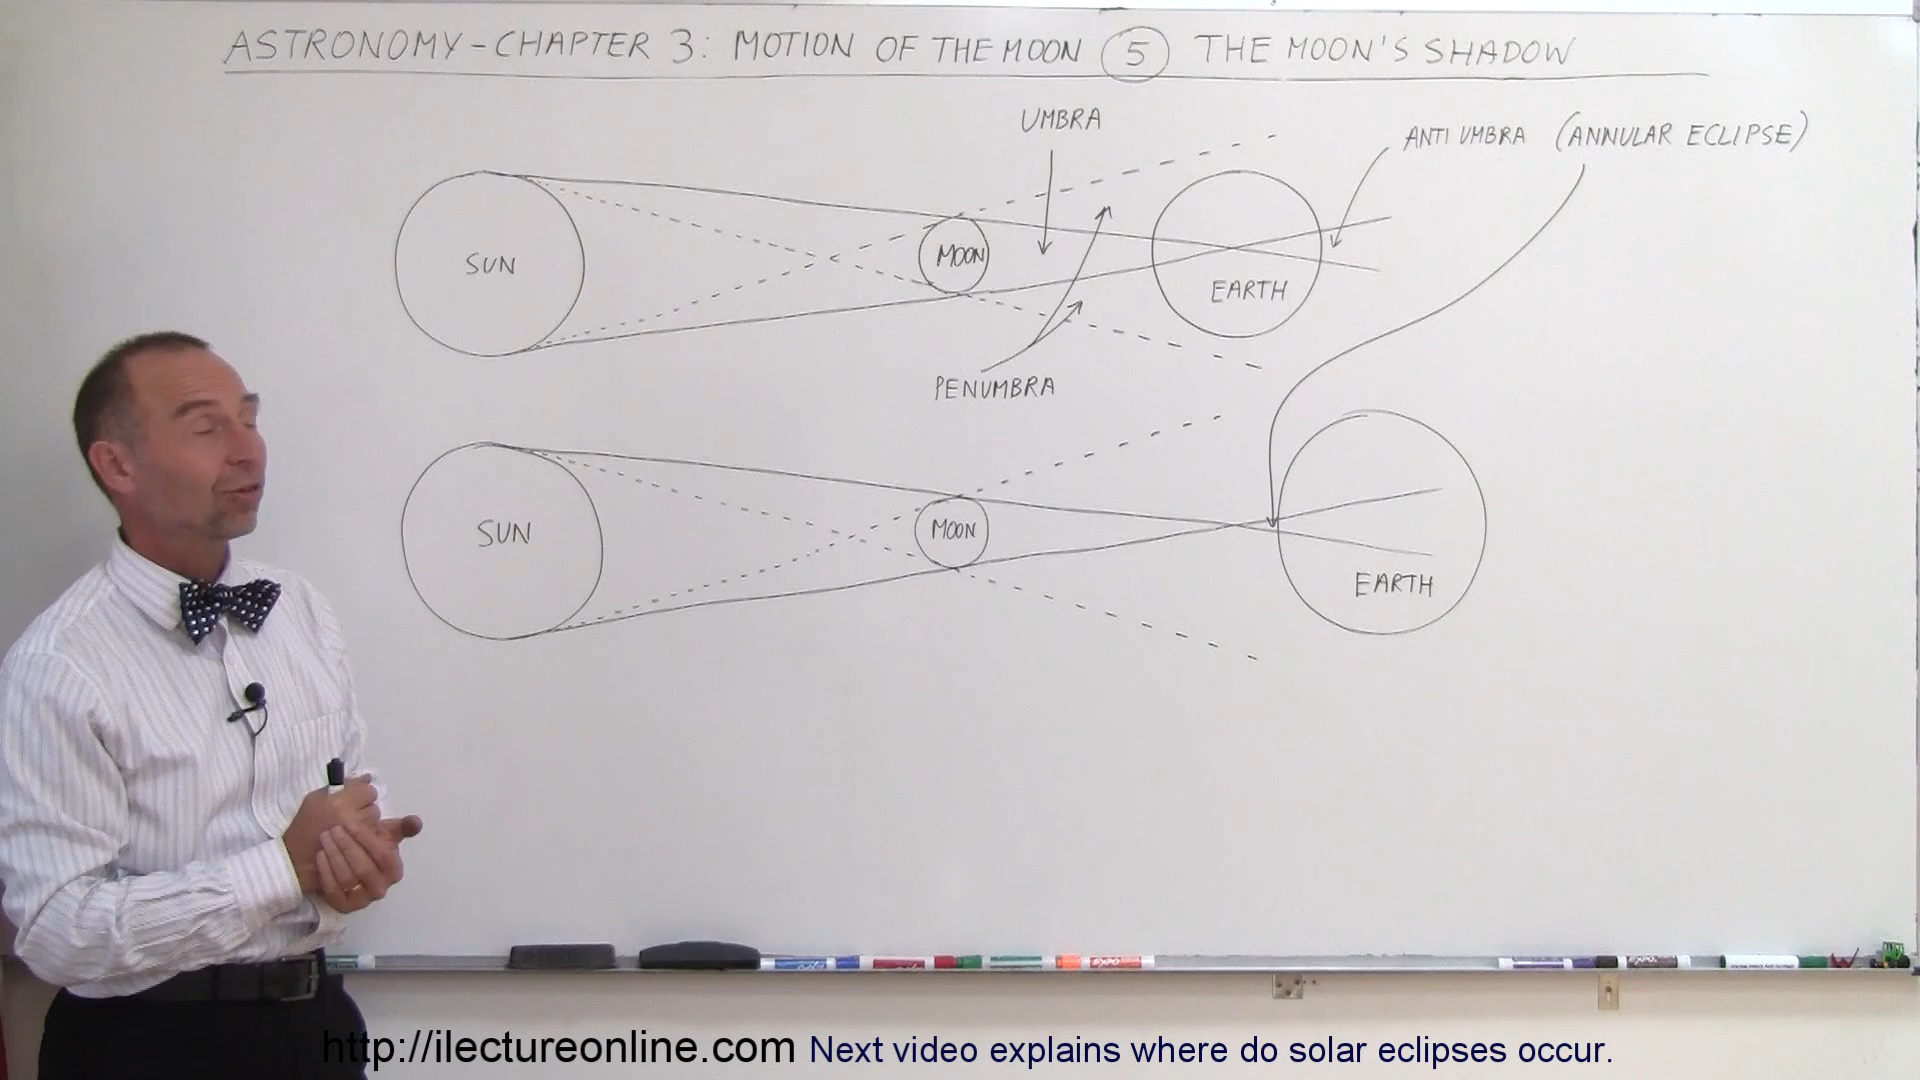 ASTRONOMY - CHAPTER 3: MOTION OF THE MOON 5 THE MOON'S SHADOW
UMBRA
ANTI UMBRA (ANNULAR ECLIPSE)
SUN
MOON
EARTH
PENUMBRA
SUN
MOON
EARTH
http://ilectureonline.com Next video explains where do solar eclipses occur.